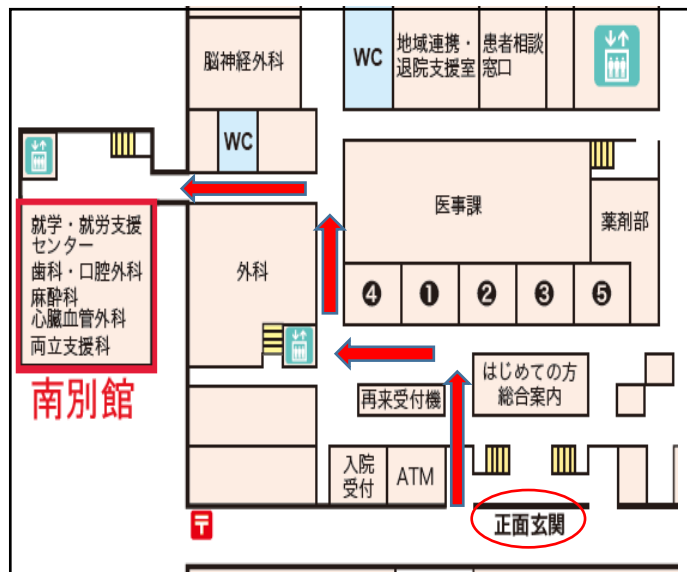 脳神経外科
WC
地域連携・
退院支援室
患者相談
窓口
WC
医事課
薬剤部
就学・就労支援
センター
歯科・口腔外科
麻酔科
心臓血管外科
両立支援科
南別館
外科
❹
❶
❷
❸
❺
はじめての方
総合案内
再来受付機
入院
受付
ATM
正面玄関
〒